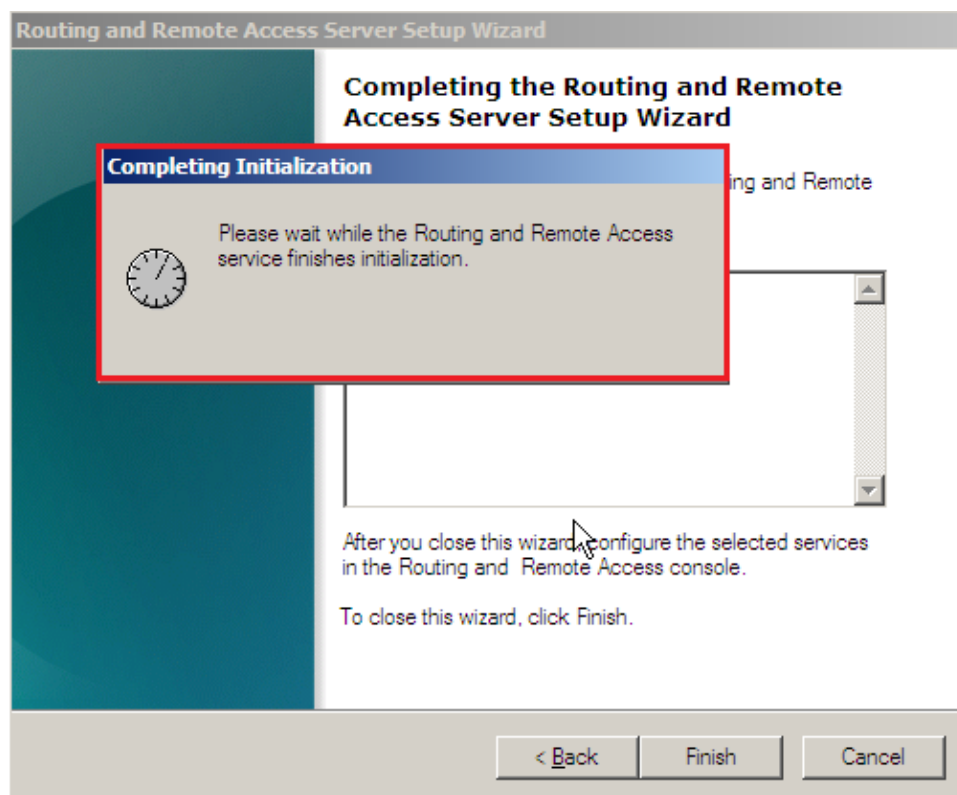 Routing and Remote Access Server Setup Wizard
Completing the Routing and Remote
Access Server Setup Wizard
Completing Initialization
ing and Remote
Please wait while the Routing and Remote Access
service finishes initialization.
After you close this wizard, configure the selected services
in the Routing and Remote Access console.
To close this wizard, click Finish.
< Back
Finish
Cancel